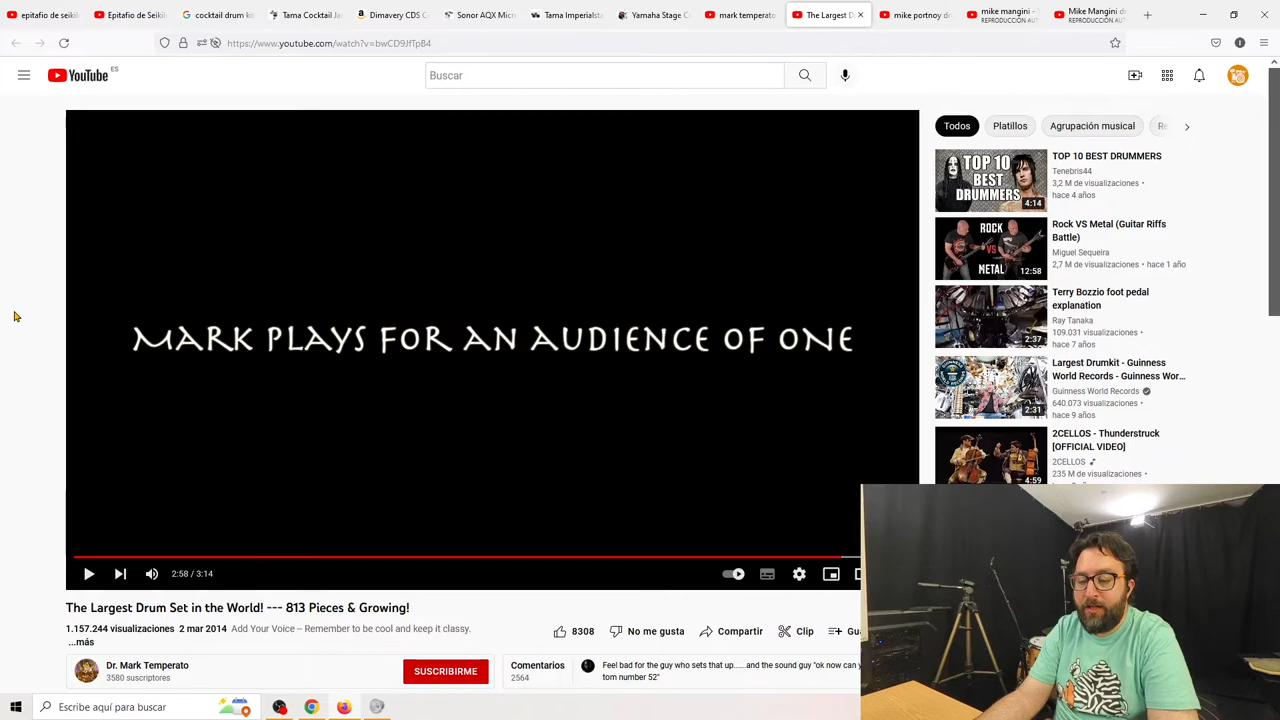 epitafio de seikilo
Epitafio de Seikilo
cocktail drum kit
Tama Cocktail Ja
Dimavery CDS C
Sonor AQX Micr
Tama Imperialsta
Yamaha Stage C
mark temperato
The Largest D
mike portnoy dr
mike mangini -
REPRODUCCIÓN AUT
Mike Mangini dr
REPRODUCCIÓN AUT
https://www.youtube.com/watch?v=bwCD9JfTpB4
YouTube ES
Buscar
MARK PLAYS FOR AN AUDIENCE OF ONE
2:58 / 3:14
The Largest Drum Set in the World! --- 813 Pieces & Growing!
1.157.244 visualizaciones 2 mar 2014 Add Your Voice -- Remember to be cool and keep it classy.
...más
8308 No me gusta Compartir Clip Gua
Dr. Mark Temperato
3580 suscriptores
SUSCRIBIRME
Comentarios
2564
Feel bad for the guy who sets that up......and the sound guy "ok now can y
tom number 52"
Todos Platillos Agrupación musical Re
TOP 10 BEST DRUMMERS
4:14
TOP 10 BEST DRUMMERS
Tenebris44
3,2 M de visualizaciones •
hace 4 años
ROCK
VS
METAL
12:58
Rock VS Metal (Guitar Riffs
Battle)
Miguel Sequeira
2,7 M de visualizaciones • hace 1 año
2:37
Terry Bozzio foot pedal
explanation
Ray Tanaka
109.031 visualizaciones •
hace 7 años
2:31
Largest Drumkit - Guinness
World Records - Guinness Wor...
Guinness World Records
640.073 visualizaciones •
hace 9 años
4:59
2CELLOS - Thunderstruck
[OFFICIAL VIDEO]
2CELLOS
235 M de visualizaciones •
Escribe aquí para buscar